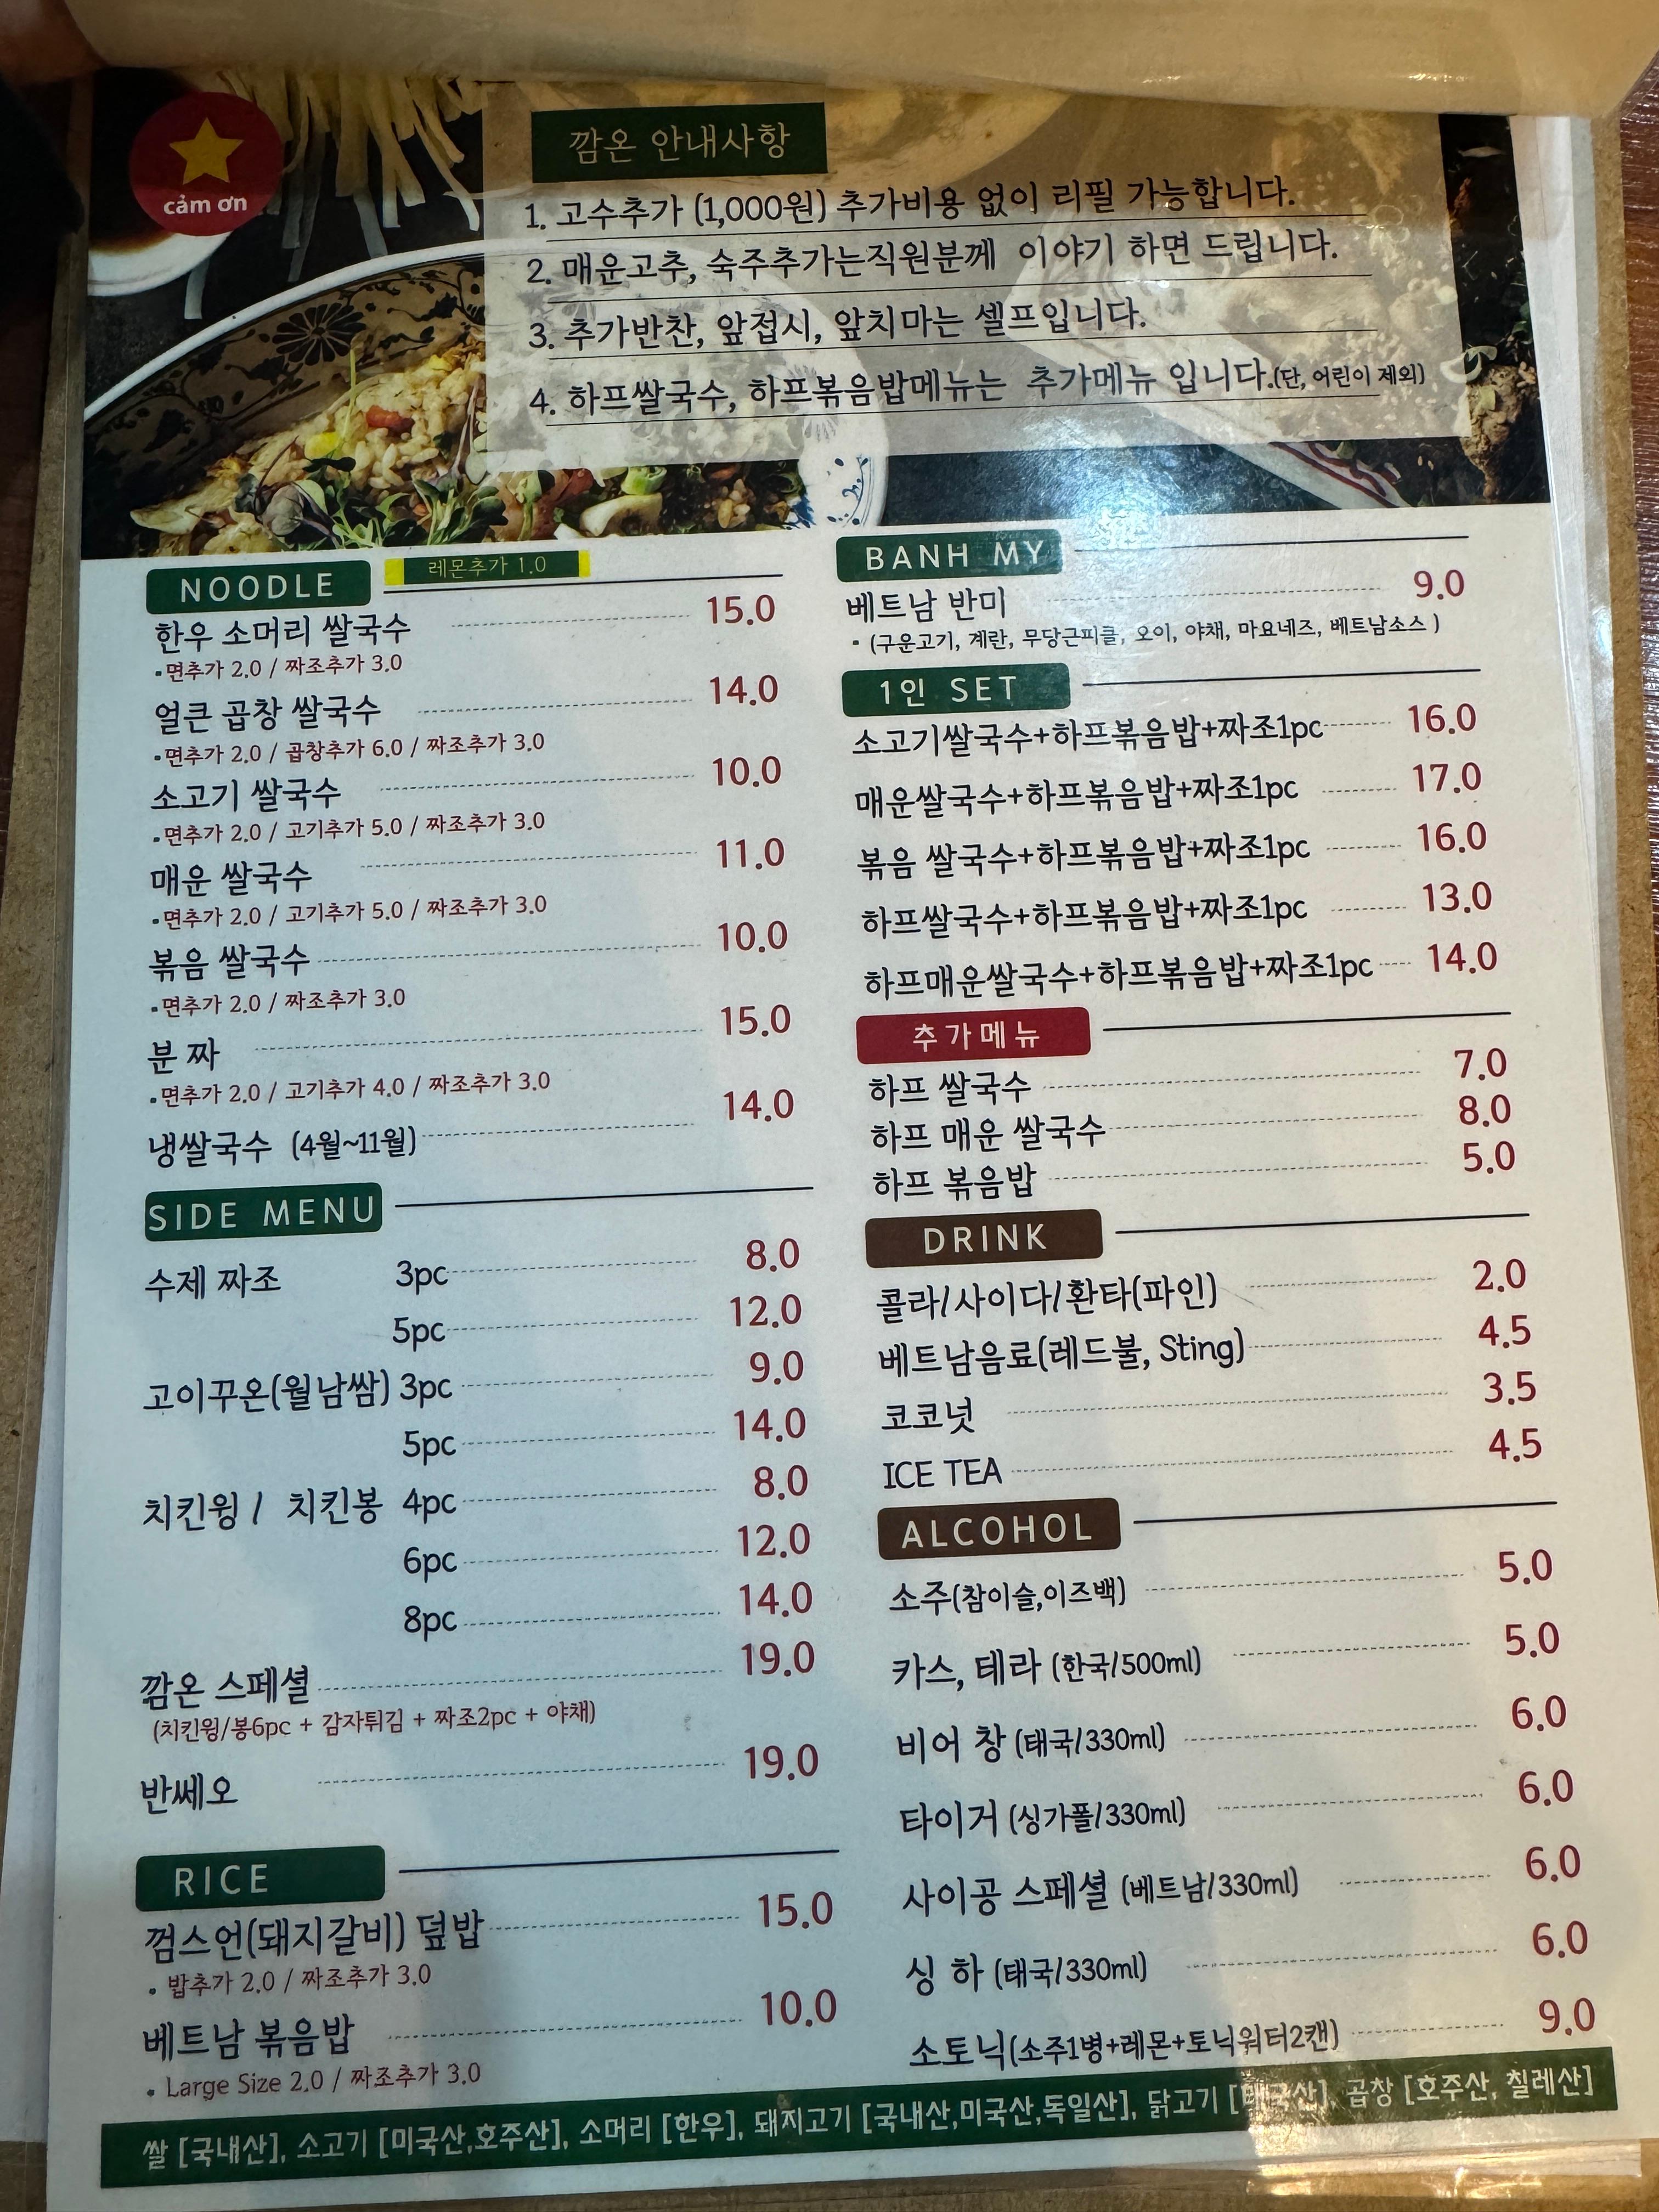 cảm ơn
깜온 안내사항
1. 고수추가 (1,000원) 추가비용 없이 리필 가능합니다.
2. 매운고추, 숙주추가는직원분께 이야기 하면 드립니다.
3. 추가반찬, 앞접시, 앞치마는 셀프입니다.
4. 하프쌀국수, 하프볶음밥메뉴는 추가메뉴 입니다.(단, 어린이 제외)
NOODLE 레몬추가 1.0
한우 소머리 쌀국수 15.0
•면추가 2.0 / 짜조추가 3.0
얼큰 곱창 쌀국수 14.0
•면추가 2.0 / 곱창추가 6.0 / 짜조추가 3.0
소고기 쌀국수 10.0
•면추가 2.0 / 고기추가 5.0 / 짜조추가 3.0
매운 쌀국수 11.0
•면추가 2.0 / 고기추가 5.0 / 짜조추가 3.0
볶음 쌀국수 10.0
•면추가 2.0 / 짜조추가 3.0
분 짜 15.0
•면추가 2.0 / 고기추가 4.0 / 짜조추가 3.0
냉쌀국수 (4월~11월) 14.0
SIDE MENU
수제 짜조 3pc 8.0
5pc 12.0
고이꾸온(월남쌈) 3pc 9.0
5pc 14.0
치킨윙 / 치킨봉 4pc 8.0
6pc 12.0
8pc 14.0
깜온 스페셜 19.0
(치킨윙/봉6pc + 감자튀김 + 짜조2pc + 야채)
반쎄오 19.0
RICE
껌스언(돼지갈비) 덮밥 15.0
• 밥추가 2.0 / 짜조추가 3.0
베트남 볶음밥 10.0
• Large Size 2.0 / 짜조추가 3.0
BANH MY
베트남 반미 9.0
• (구운고기, 계란, 무당근피클, 오이, 야채, 마요네즈, 베트남소스 )
1인 SET
소고기쌀국수+하프볶음밥+짜조1pc 16.0
매운쌀국수+하프볶음밥+짜조1pc 17.0
볶음 쌀국수+하프볶음밥+짜조1pc 16.0
하프쌀국수+하프볶음밥+짜조1pc 13.0
하프매운쌀국수+하프볶음밥+짜조1pc 14.0
추가메뉴
하프 쌀국수 7.0
하프 매운 쌀국수 8.0
하프 볶음밥 5.0
DRINK
콜라/사이다/환타(파인) 2.0
베트남음료(레드불, Sting) 4.5
코코넛 3.5
ICE TEA 4.5
ALCOHOL
소주(참이슬,이즈백) 5.0
카스, 테라 (한국/500ml) 5.0
비어 창 (태국/330ml) 6.0
타이거 (싱가폴/330ml) 6.0
사이공 스페셜 (베트남/330ml) 6.0
싱 하 (태국/330ml) 6.0
소토닉(소주1병+레몬+토닉워터2캔) 9.0
쌀 [국내산], 소고기 [미국산,호주산], 소머리 [한우], 돼지고기 [국내산,미국산,독일산], 닭고기 [태국산], 곱창 [호주산, 칠레산]